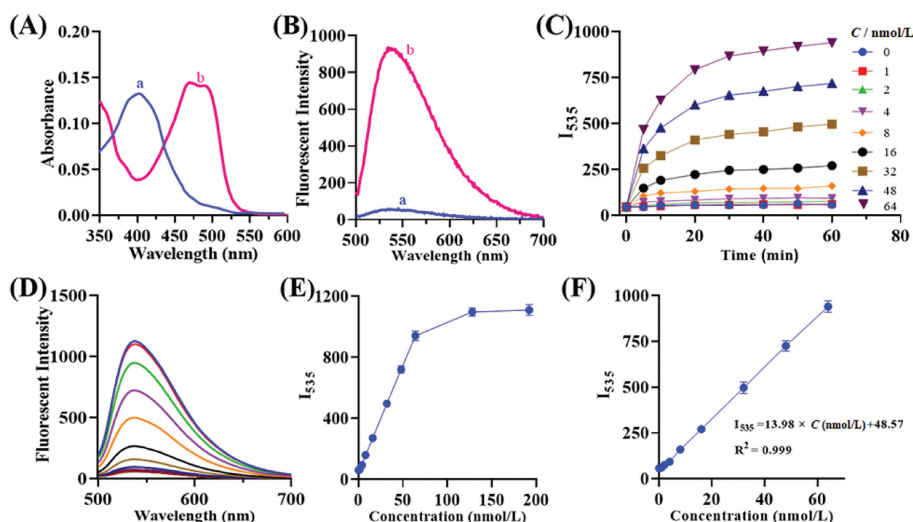 (A)
Absorbance
0.20
0.15
0.10
0.05
0.00
a
b
350 400 450 500 550 600
Wavelength (nm)
(B)
Fluorescent Intensity
1000
800
600
400
200
0
b
a
500 550 600 650 700
Wavelength (nm)
(C)
I535
1000
750
500
250
0
0 20 40 60 80
Time (min)
C / nmol/L
0
1
2
4
8
16
32
48
64
(D)
Fluorescent Intensity
1500
1000
500
0
500 550 600 650 700
Wavelength (nm)
(E)
I535
1200
800
400
0
0 50 100 150 200
Concentration (nmol/L)
(F)
I535
1000
750
500
250
0
I535 =13.98 × C (nmol/L)+48.57
R² = 0.999
0 20 40 60
Concentration (nmol/L)